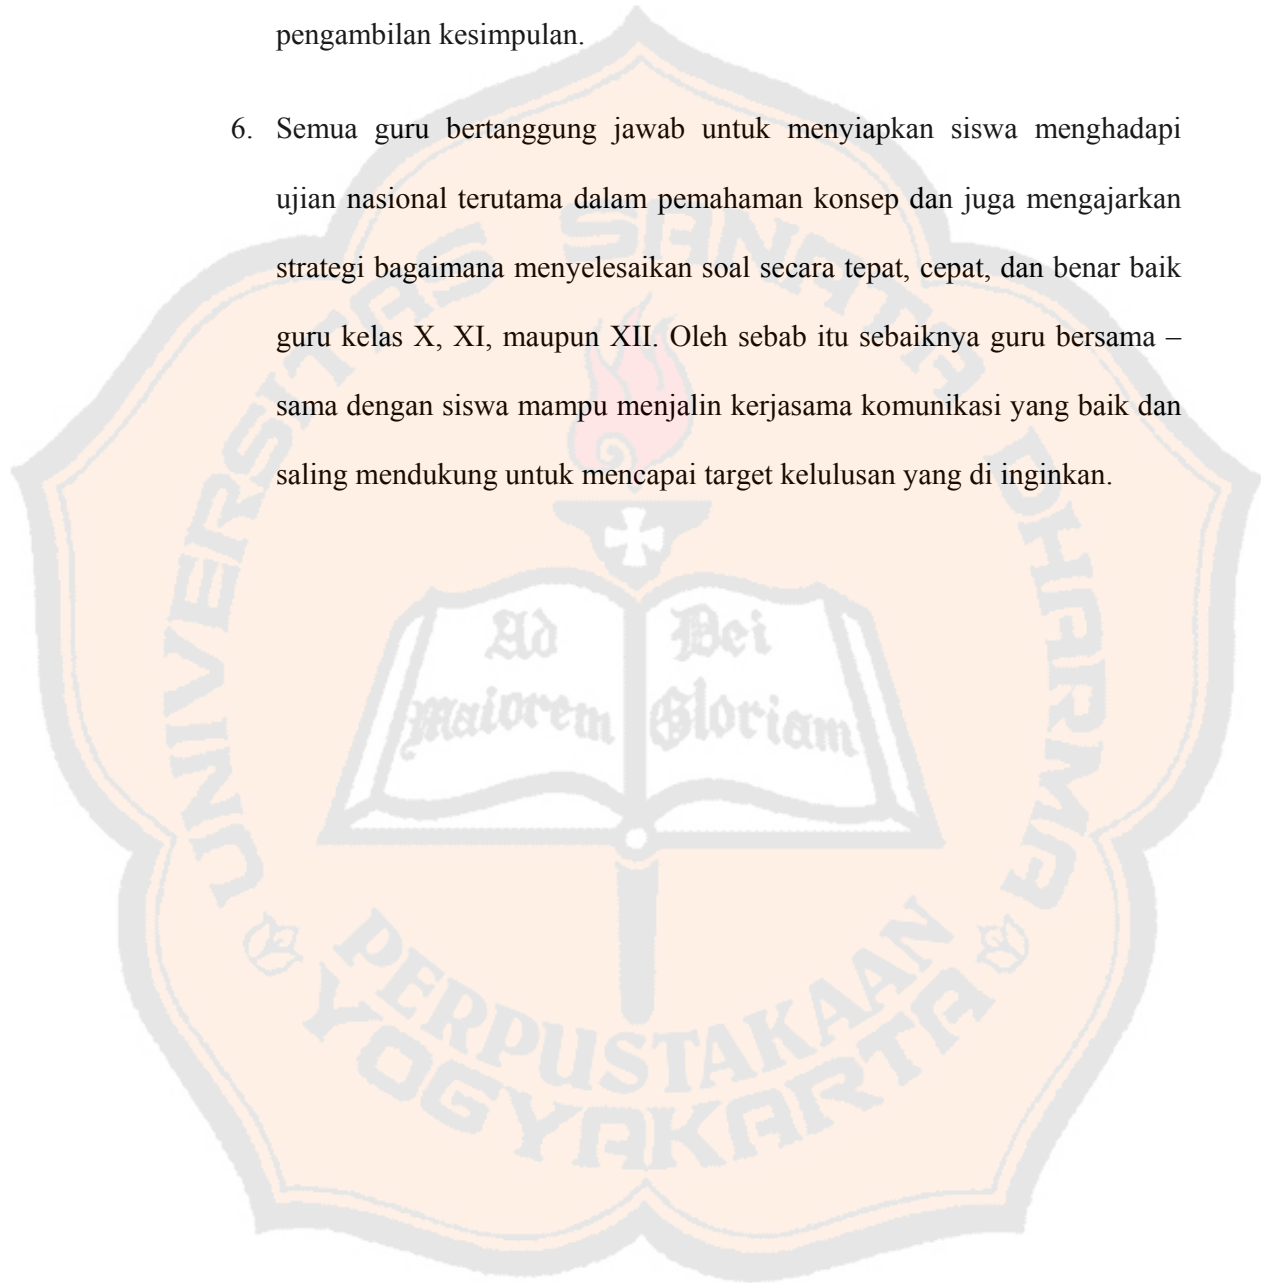 pengambilan kesimpulan.
6. Semua guru bertanggung jawab untuk menyiapkan siswa menghadapi
ujian nasional terutama dalam pemahaman konsep dan juga mengajarkan
strategi bagaimana menyelesaikan soal secara tepat, cepat, dan benar baik
guru kelas X, XI, maupun XII. Oleh sebab itu sebaiknya guru bersama –
sama dengan siswa mampu menjalin kerjasama komunikasi yang baik dan
saling mendukung untuk mencapai target kelulusan yang di inginkan.
UNIVERSITAS SANATA DHARMA
Ad
maiorem
Dei
Gloriam
PERPUSTAKAAN
YOGYAKARTA